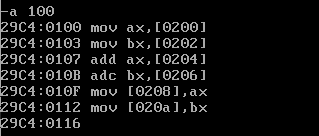 -a 100
29C4:0100 mov ax,[0200]
29C4:0103 mov bx,[0202]
29C4:0107 add ax,[0204]
29C4:010B adc bx,[0206]
29C4:010F mov [0208],ax
29C4:0112 mov [020a],bx
29C4:0116